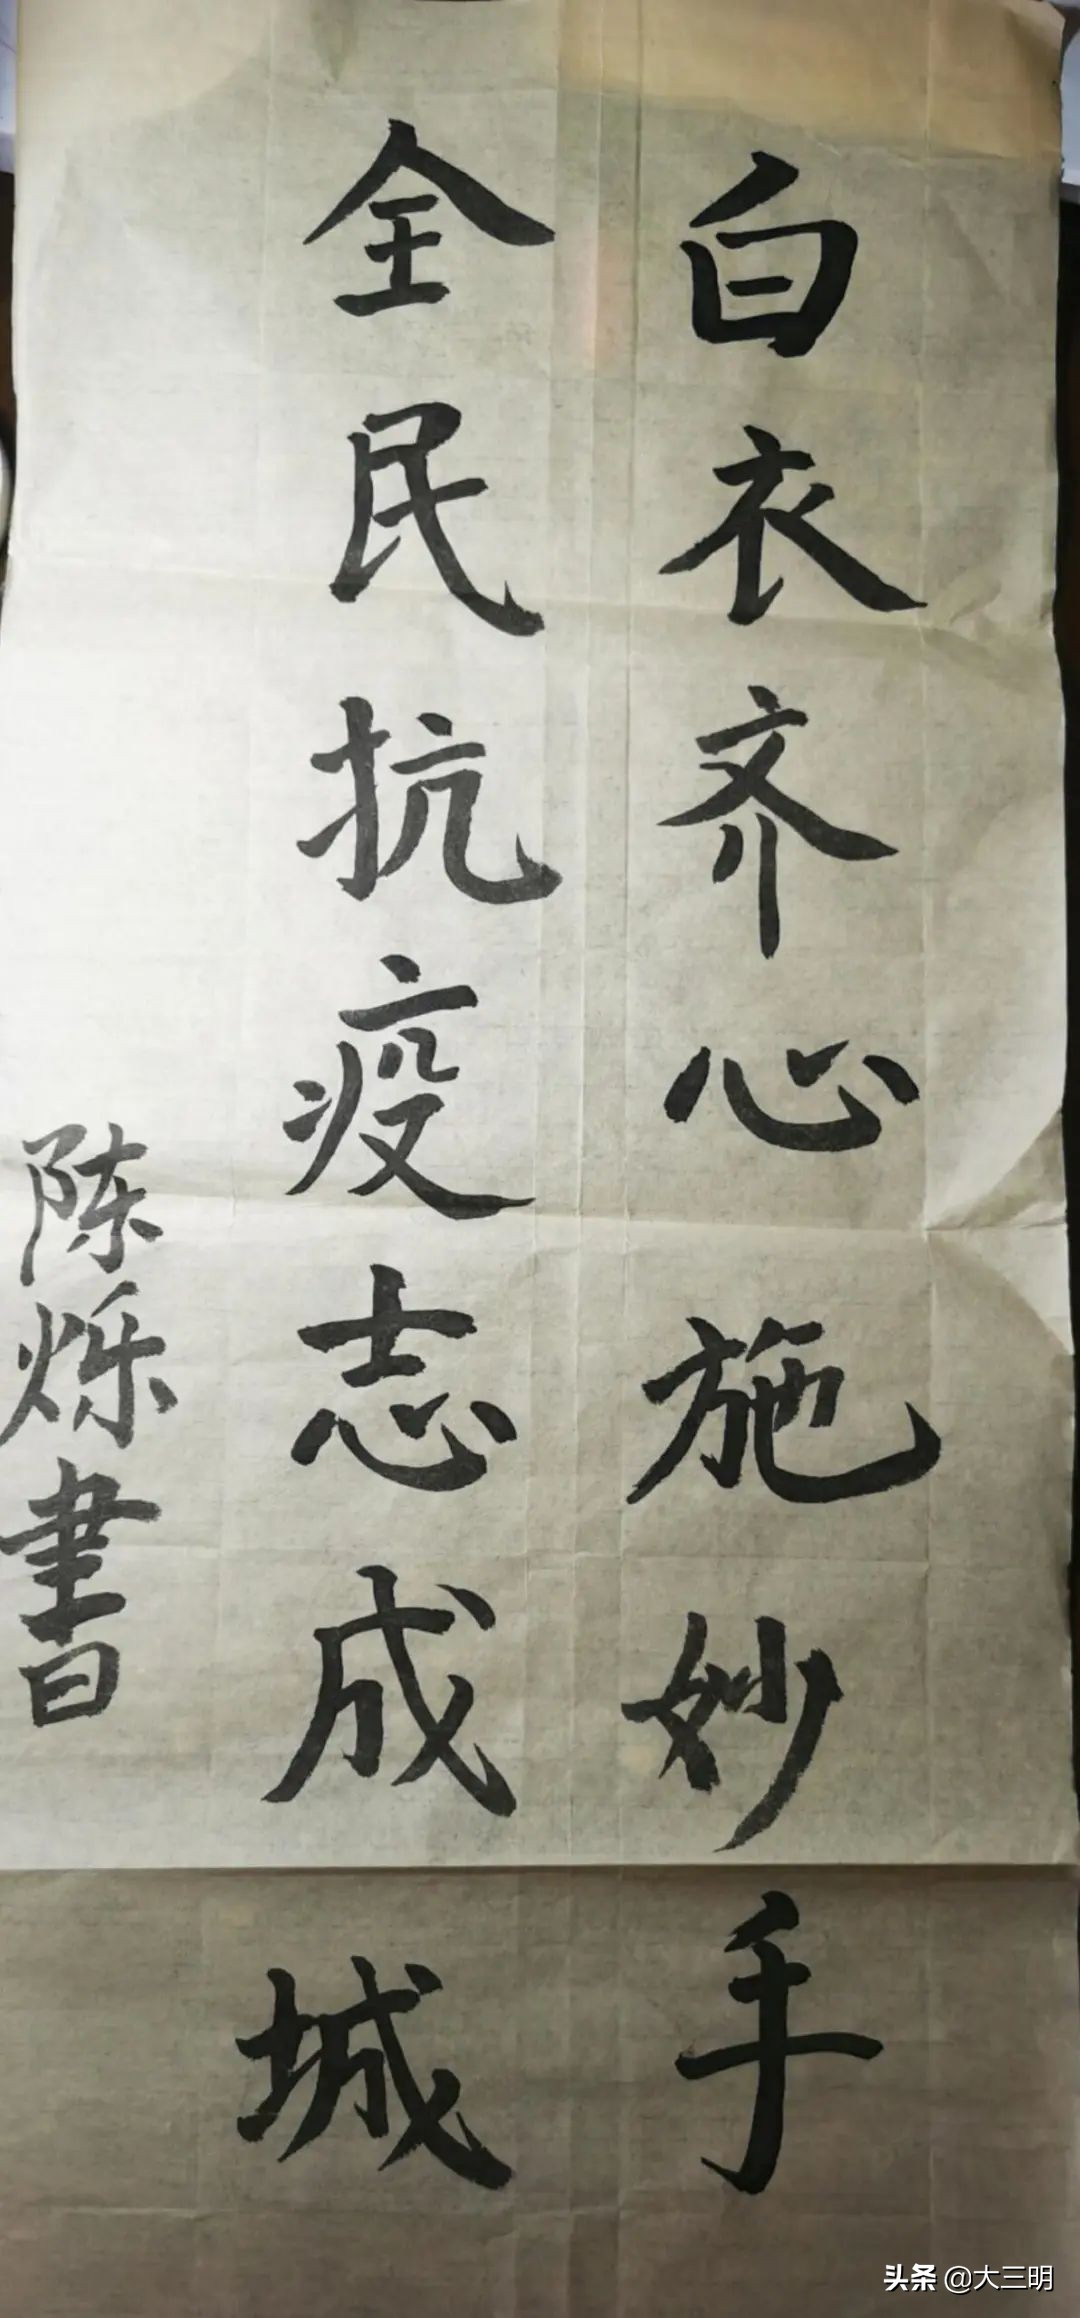 白衣齐心施妙手
全民抗疫志成城
陈烁書
头条 @大三明